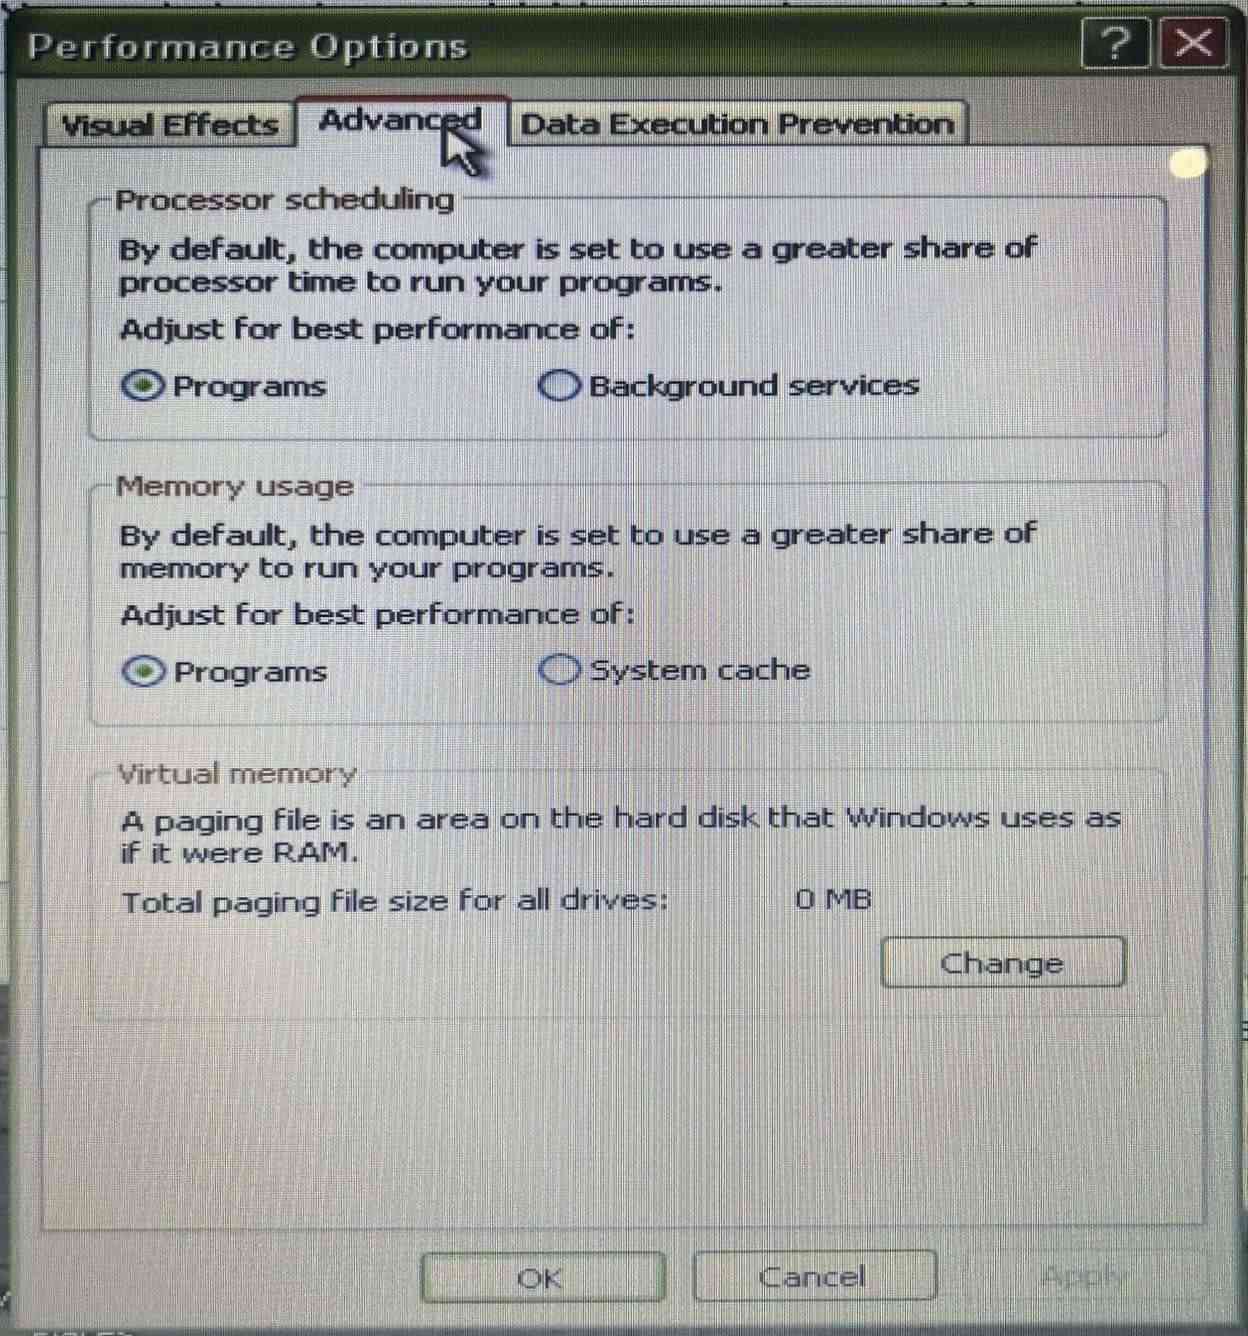 Performance Options
?
Visual Effects
Advanced
Data Execution Prevention
Processor scheduling
By default, the computer is set to use a greater share of
processor time to run your programs.
Adjust for best performance of:
Programs
Background services
Memory usage
By default, the computer is set to use a greater share of
memory to run your programs.
Adjust for best performance of:
Programs
System cache
Virtual memory
A paging file is an area on the hard disk that Windows uses as
if it were RAM.
Total paging file size for all drives:
0 MB
Change
OK
Cancel
Apply